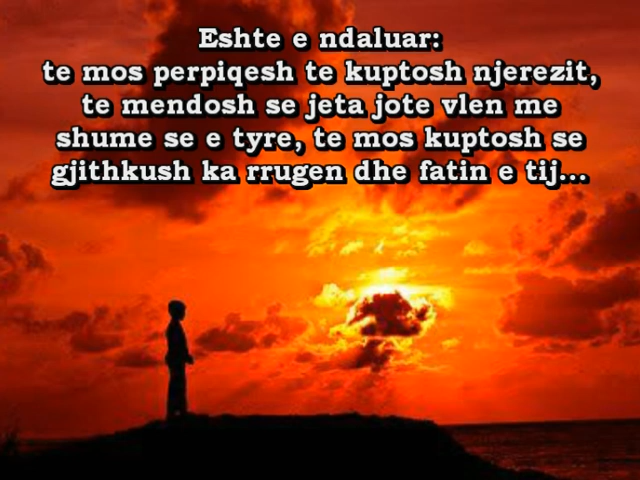 Eshte e ndaluar:
te mos perpiqesh te kuptosh njerezit,
te mendosh se jeta jote vlen me
shume se e tyre, te mos kuptosh se
gjithkush ka rrugen dhe fatin e tij...